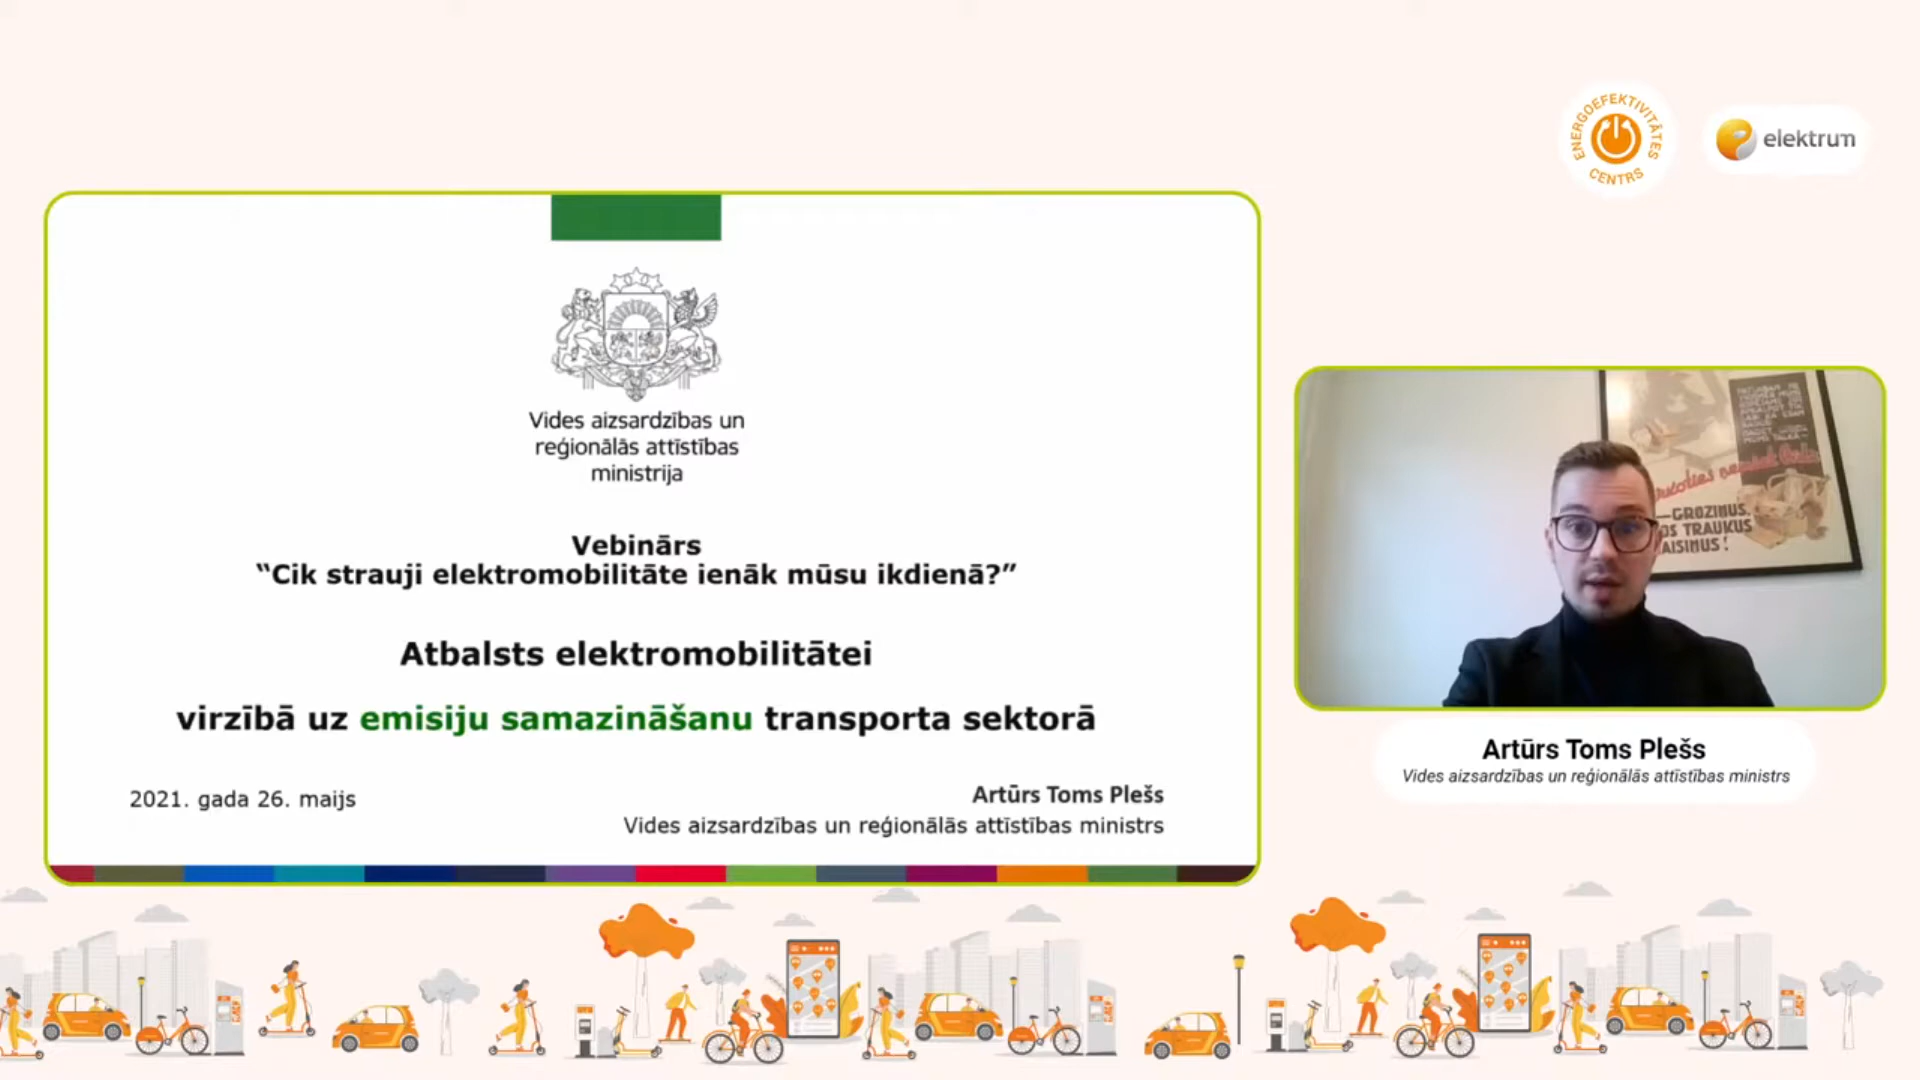 ENERGOEFEKTIVITĀTES
CENTRS
elektrum
Vides aizsardzības un
reģionālās attīstības
ministrija
Vebinārs
“Cik strauji elektromobilitāte ienāk mūsu ikdienā?”
Atbalsts elektromobilitātei
virzībā uz emisiju samazināšanu transporta sektorā
2021. gada 26. maijs
Artūrs Toms Plešs
Vides aizsardzības un reģionālās attīstības ministrs
—GROZINUS.
OS TRAUKUS
AISINUS!
Artūrs Toms Plešs
Vides aizsardzības un reģionālās attīstības ministrs